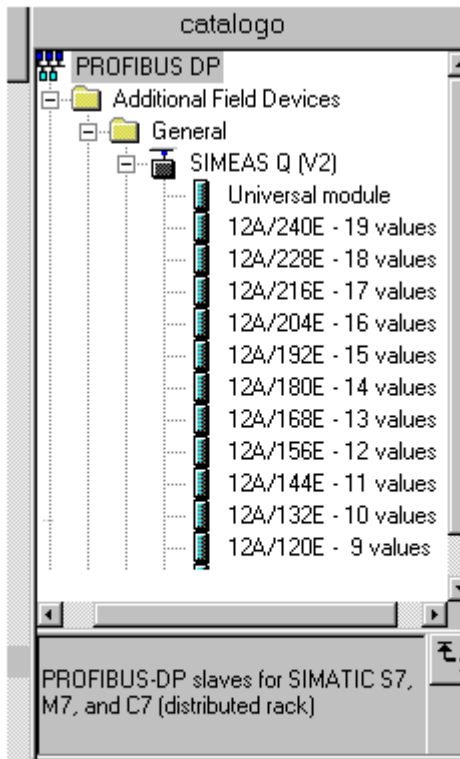 catalogo
PROFIBUS DP
Additional Field Devices
General
SIMEAS Q (V2)
Universal module
12A/240E - 19 values
12A/228E - 18 values
12A/216E - 17 values
12A/204E - 16 values
12A/192E - 15 values
12A/180E - 14 values
12A/168E - 13 values
12A/156E - 12 values
12A/144E - 11 values
12A/132E - 10 values
12A/120E - 9 values
PROFIBUS-DP slaves for SIMATIC S7,
M7, and C7 (distributed rack)